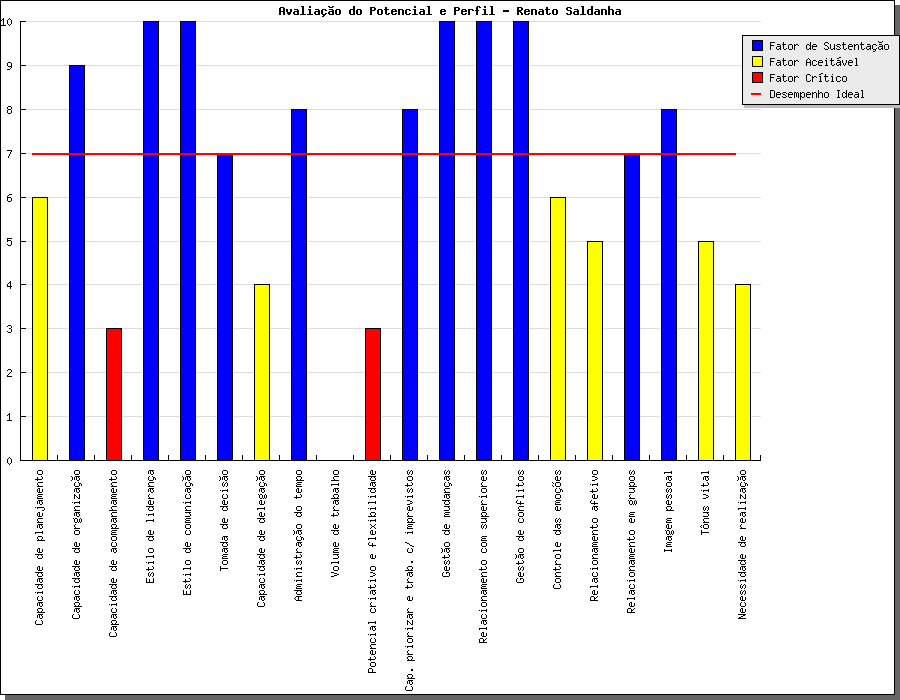 Avaliação do Potencial e Perfil - Renato Saldanha
Fator de Sustentação
Fator Aceitável
Fator Crítico
Desempenho Ideal
10
9
8
7
6
5
4
3
2
1
0
Capacidade de planejamento
Capacidade de organização
Capacidade de acompanhamento
Estilo de liderança
Estilo de comunicação
Tomada de decisão
Capacidade de delegação
Administração do tempo
Volume de trabalho
Potencial criativo e flexibilidade
Cap. priorizar e trab. c/ imprevistos
Gestão de mudanças
Relacionamento com superiores
Gestão de conflitos
Controle das emoções
Relacionamento afetivo
Relacionamento em grupos
Imagem pessoal
Tônus vital
Necessidade de realização